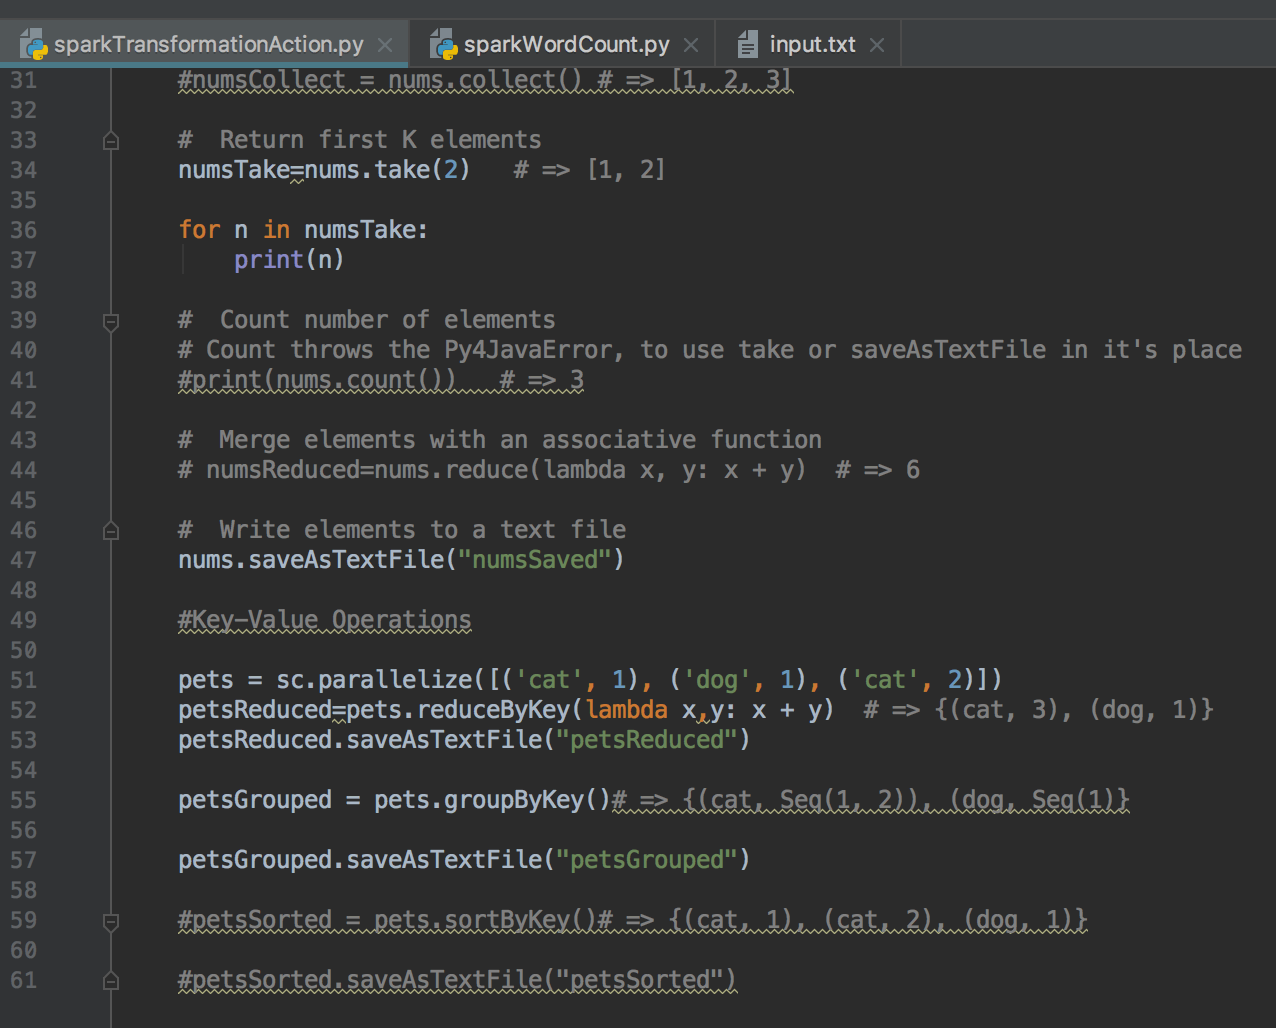 sparkTransformationAction.py × sparkWordCount.py × input.txt ×
31 #numsCollect = nums.collect() # => [1, 2, 3]
32
33 #  Return first K elements
34 numsTake=nums.take(2)   # => [1, 2]
35
36 for n in numsTake:
37     print(n)
38
39 #  Count number of elements
40 # Count throws the Py4JavaError, to use take or saveAsTextFile in it's place
41 #print(nums.count())   # => 3
42
43 #  Merge elements with an associative function
44 # numsReduced=nums.reduce(lambda x, y: x + y)  # => 6
45
46 #  Write elements to a text file
47 nums.saveAsTextFile("numsSaved")
48
49 #Key-Value Operations
50
51 pets = sc.parallelize([('cat', 1), ('dog', 1), ('cat', 2)])
52 petsReduced=pets.reduceByKey(lambda x,y: x + y)  # => {(cat, 3), (dog, 1)}
53 petsReduced.saveAsTextFile("petsReduced")
54
55 petsGrouped = pets.groupByKey()# => {(cat, Seq(1, 2)), (dog, Seq(1)}
56
57 petsGrouped.saveAsTextFile("petsGrouped")
58
59 #petsSorted = pets.sortByKey()# => {(cat, 1), (cat, 2), (dog, 1)}
60
61 #petsSorted.saveAsTextFile("petsSorted")